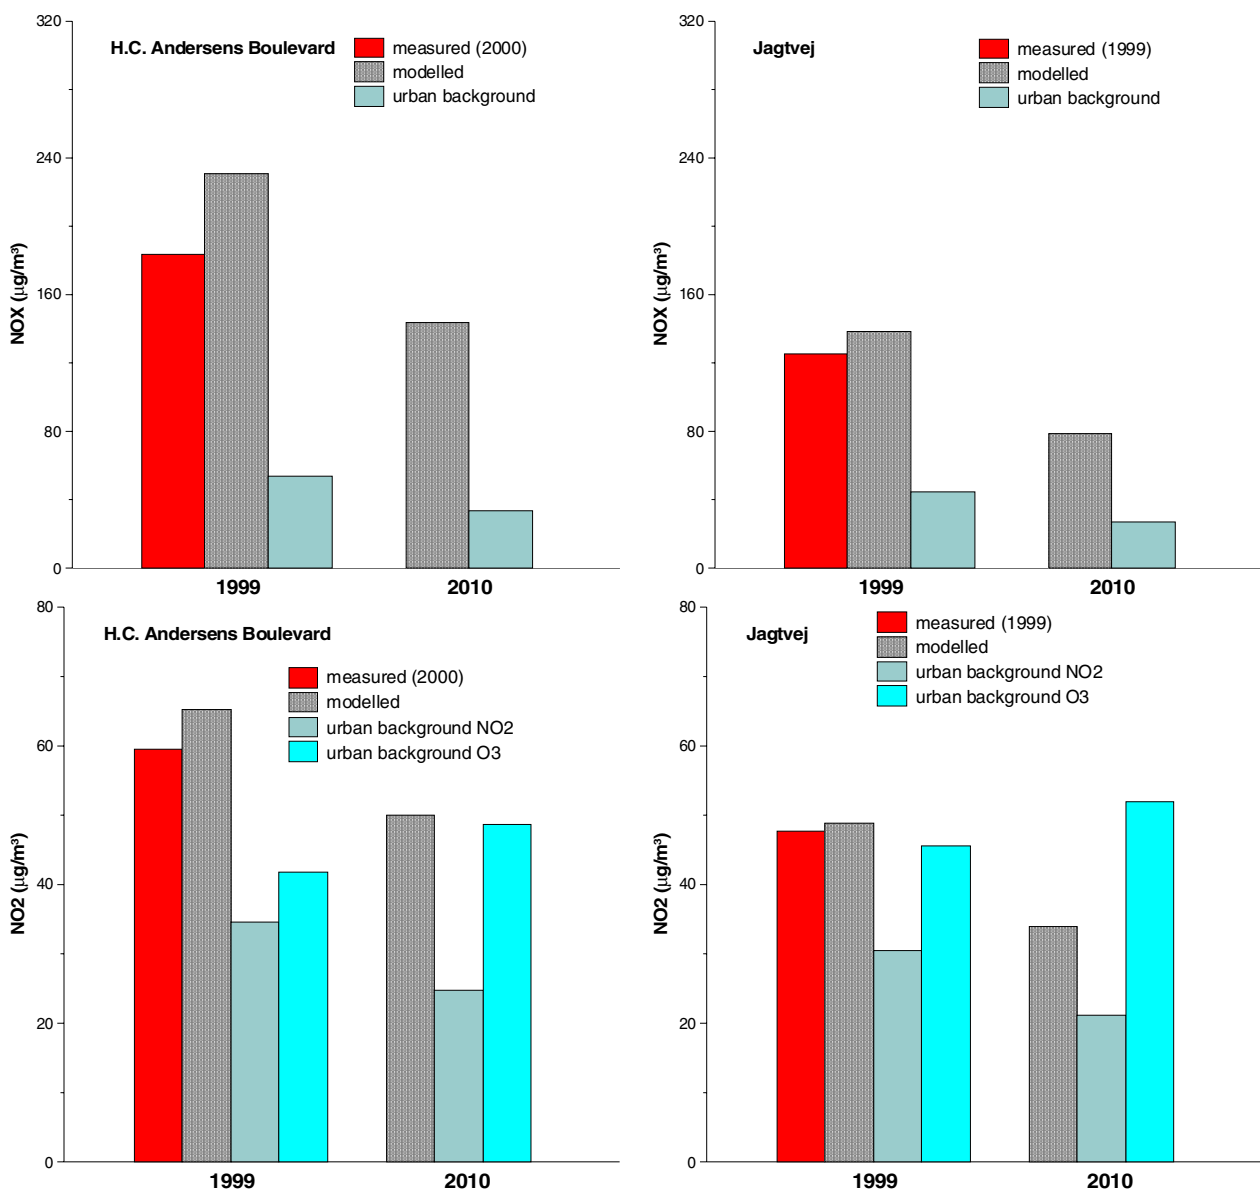 320
H.C. Andersens Boulevard
measured (2000)
modelled
urban background
240
160
80
0
NOX (µg/m³)
1999
2010
320
Jagtvej
measured (1999)
modelled
urban background
240
160
80
0
NOX (µg/m³)
1999
2010
80
H.C. Andersens Boulevard
measured (2000)
modelled
urban background NO2
urban background O3
60
40
20
0
NO2 (µg/m³)
1999
2010
80
Jagtvej
measured (1999)
modelled
urban background NO2
urban background O3
60
40
20
0
NO2 (µg/m³)
1999
2010